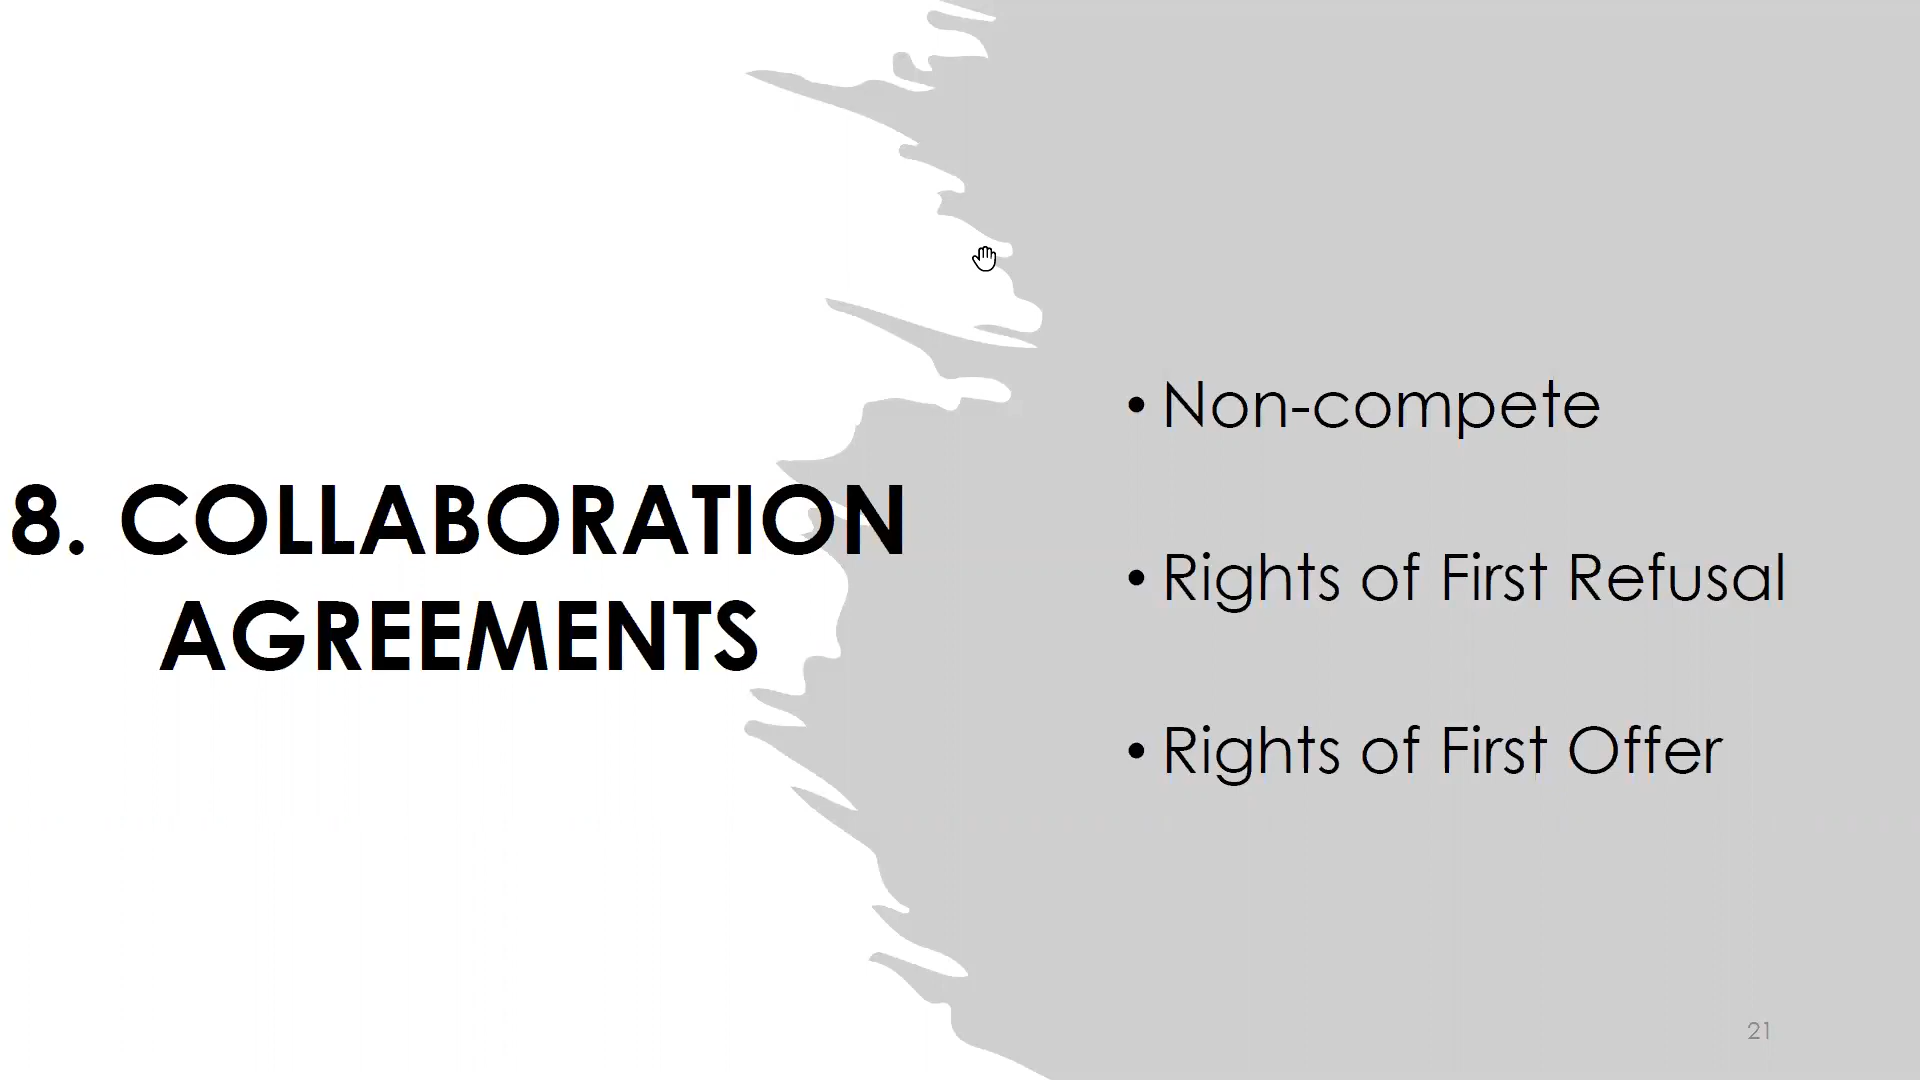 8. COLLABORATION
AGREEMENTS
• Non-compete
• Rights of First Refusal
• Rights of First Offer
21